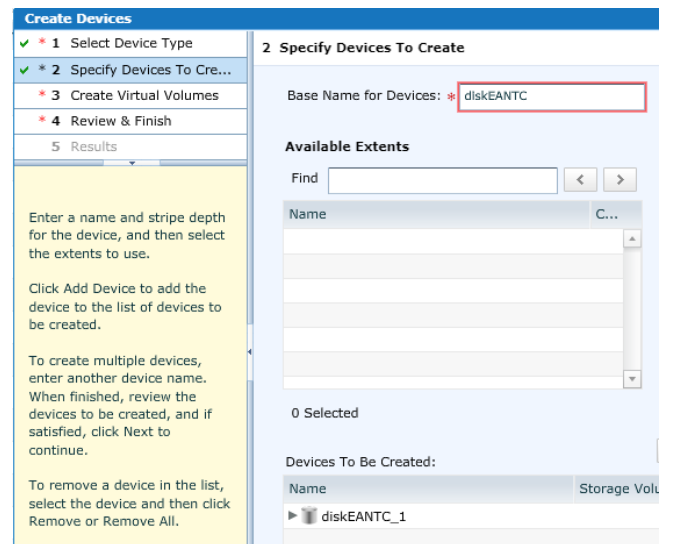 Create Devices
✔ * 1 Select Device Type
✔ * 2 Specify Devices To Cre...
* 3 Create Virtual Volumes
* 4 Review & Finish
5 Results
Enter a name and stripe depth
for the device, and then select
the extents to use.
Click Add Device to add the
device to the list of devices to
be created.
To create multiple devices,
enter another device name.
When finished, review the
devices to be created, and if
satisfied, click Next to
continue.
To remove a device in the list,
select the device and then click
Remove or Remove All.
2 Specify Devices To Create
Base Name for Devices: * diskEANTC
Available Extents
Find < >
Name C...
0 Selected
Devices To Be Created:
Name Storage Volu
diskEANTC_1